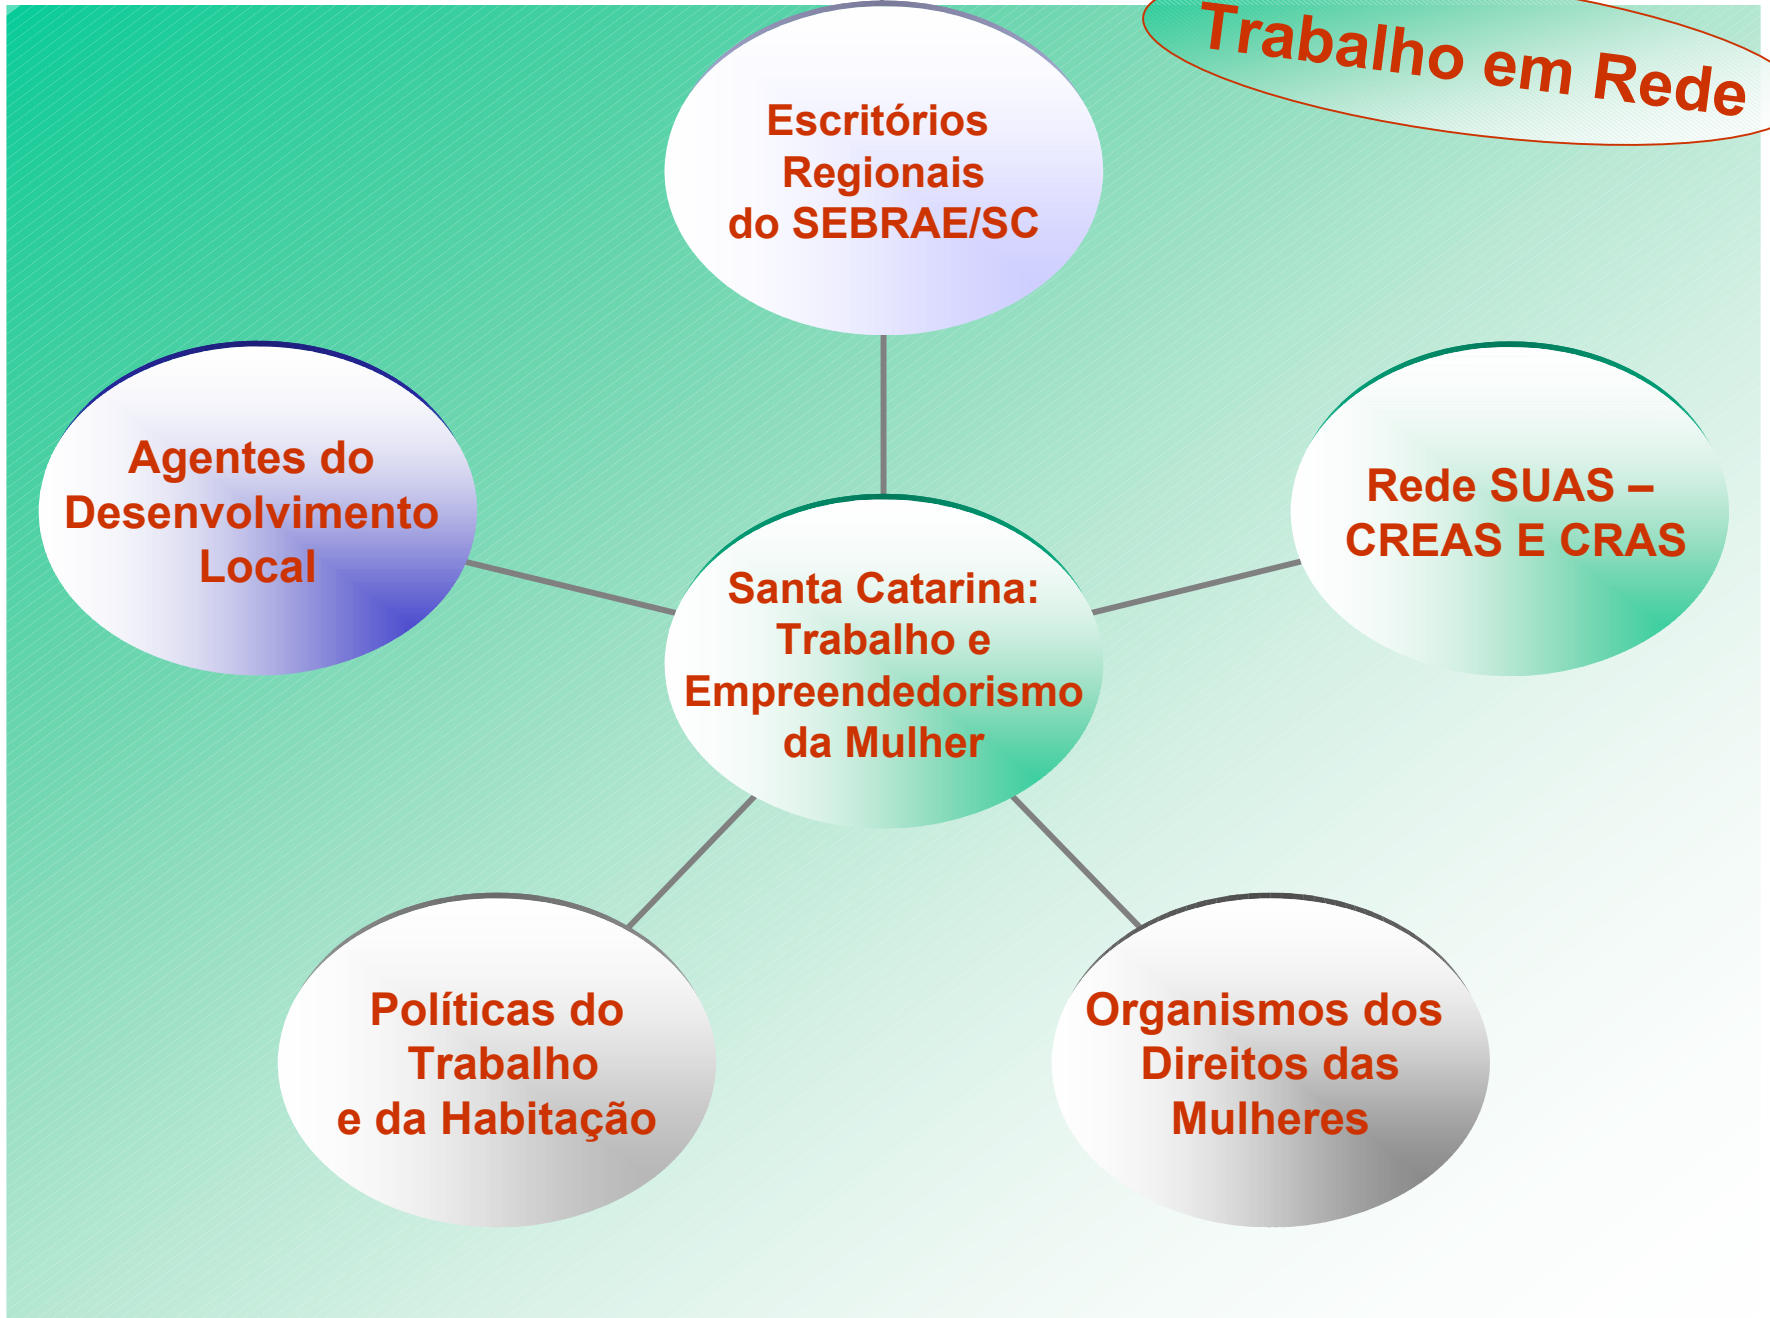 Trabalho em Rede
Escritórios
Regionais
do SEBRAE/SC
Agentes do
Desenvolvimento
Local
Rede SUAS –
CREAS E CRAS
Santa Catarina:
Trabalho e
Empreendedorismo
da Mulher
Políticas do
Trabalho
e da Habitação
Organismos dos
Direitos das
Mulheres